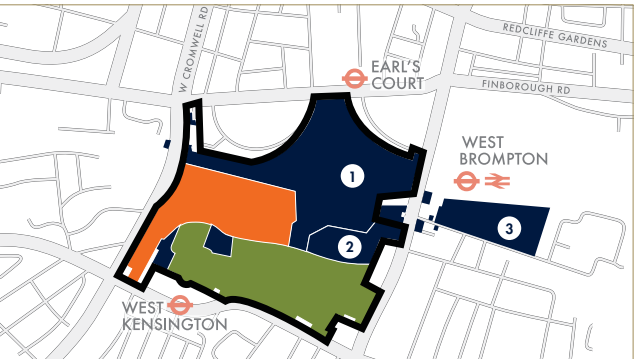 W CROMWELL RD
REDCLIFFE GARDENS
EARL'S
COURT
FINBOROUGH RD
WEST
BROMPTON
1
2
3
WEST
KENSINGTON